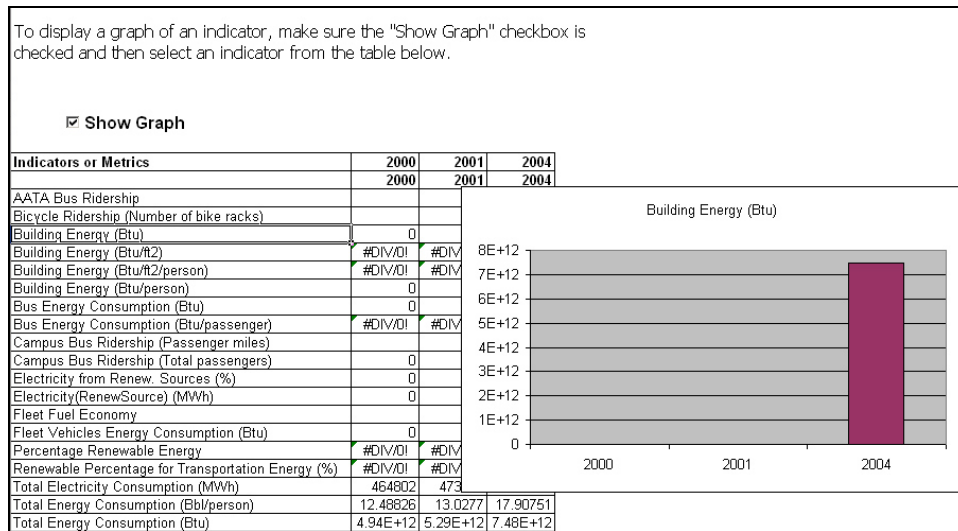 To display a graph of an indicator, make sure the "Show Graph" checkbox is
checked and then select an indicator from the table below.
Show Graph
Indicators or Metrics 2000 2001 2004
2000 2001 2004
AATA Bus Ridership
Bicycle Ridership (Number of bike racks)
Building Energy (Btu) 0
Building Energy (Btu/ft2) #DIV/0! #DIV
Building Energy (Btu/ft2/person) #DIV/0! #DIV
Building Energy (Btu/person) 0
Bus Energy Consumption (Btu) 0
Bus Energy Consumption (Btu/passenger) #DIV/0! #DIV
Campus Bus Ridership (Passenger miles)
Campus Bus Ridership (Total passengers) 0
Electricity from Renew. Sources (%) 0
Electricity(RenewSource) (MWh) 0
Fleet Fuel Economy
Fleet Vehicles Energy Consumption (Btu) 0
Percentage Renewable Energy #DIV/0! #DIV
Renewable Percentage for Transportation Energy (%) #DIV/0! #DIV
Total Electricity Consumption (MWh) 464802 473
Total Energy Consumption (Bbl/person) 12.48826 13.0277 17.90751
Total Energy Consumption (Btu) 4.94E+12 5.29E+12 7.48E+12
Building Energy (Btu)
8E+12
7E+12
6E+12
5E+12
4E+12
3E+12
2E+12
1E+12
0
2000 2001 2004